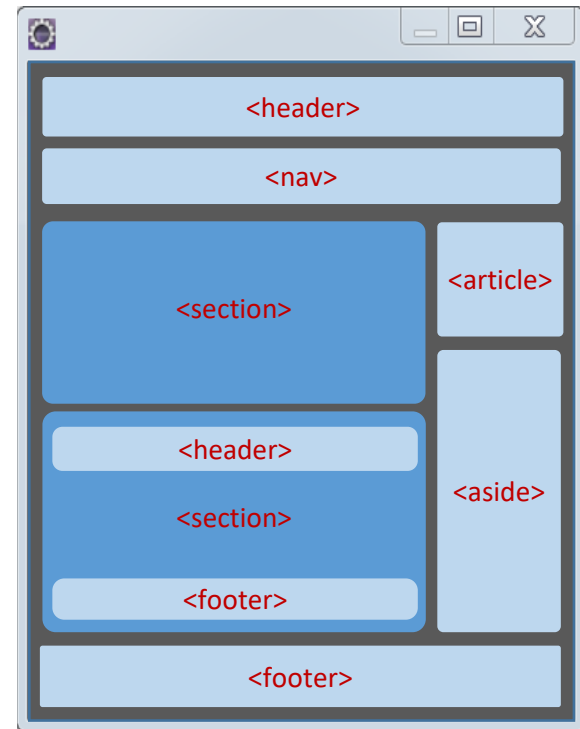 <header>
<nav>
<section>
<article>
<header>
<section>
<footer>
<aside>
<footer>